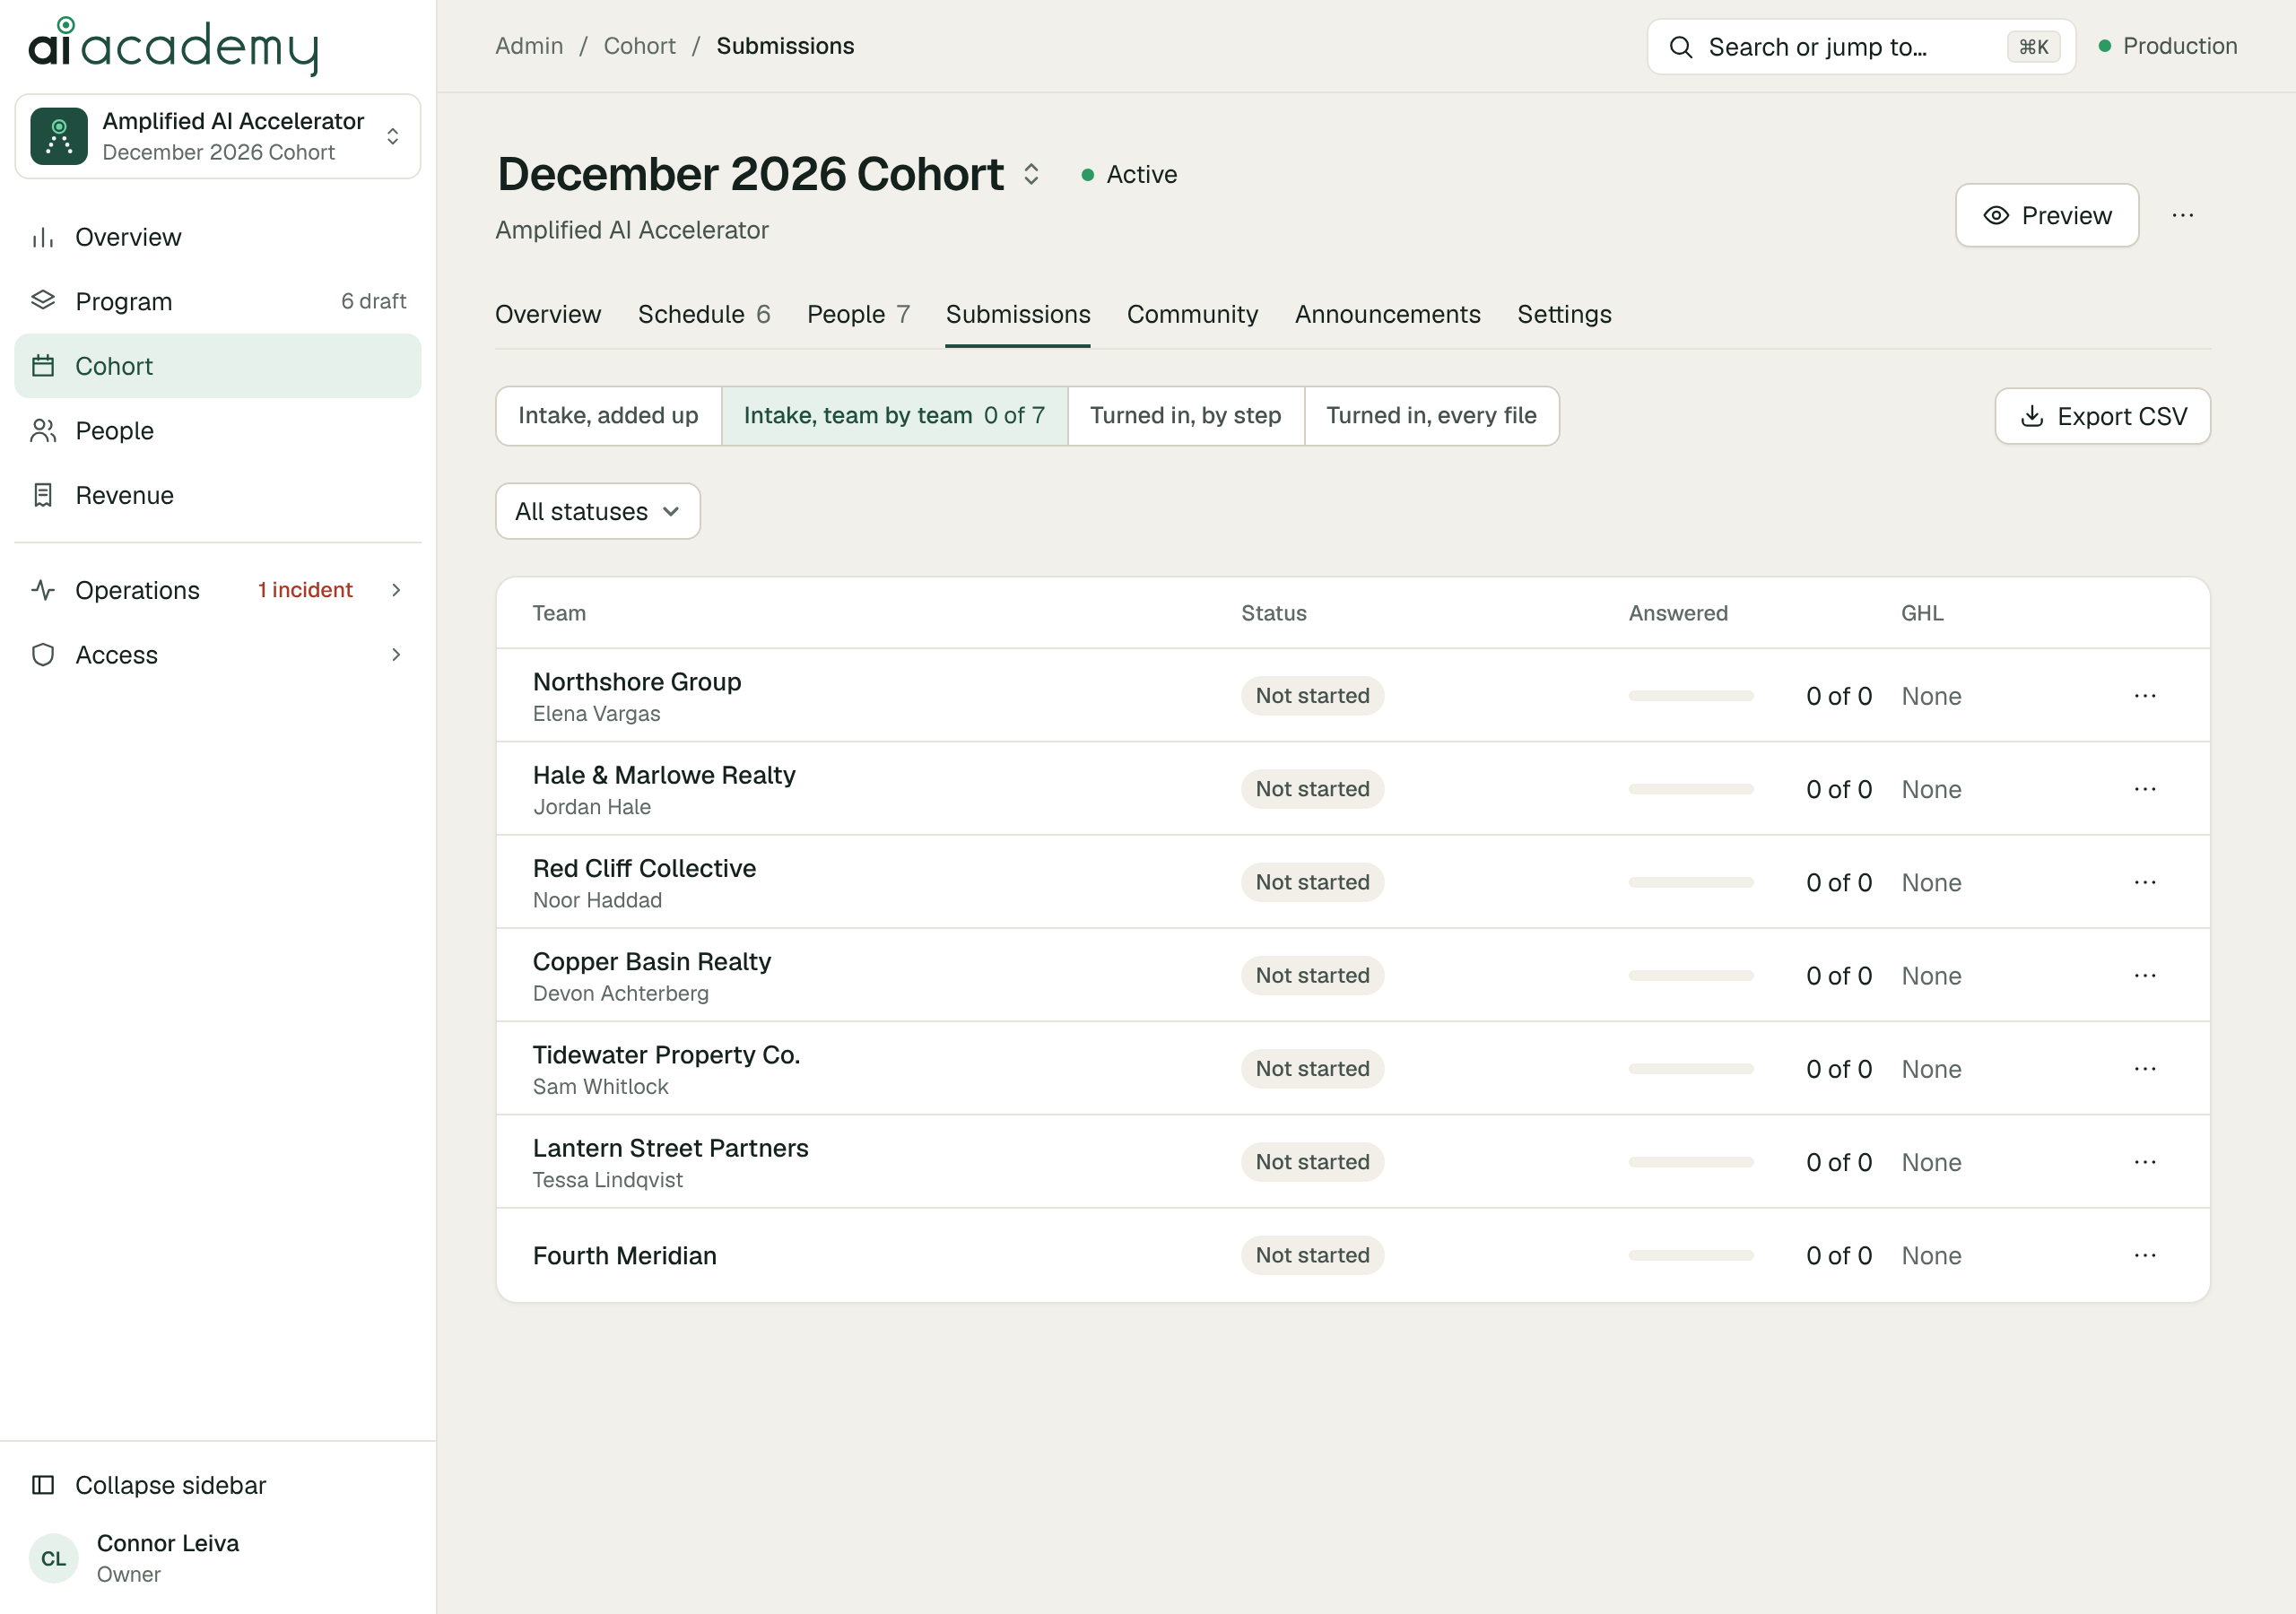 ai academy
Amplified AI Accelerator
December 2026 Cohort
Overview
Program 6 draft
Cohort
People
Revenue
Operations 1 incident
Access
Collapse sidebar
CL
Connor Leiva
Owner
Admin / Cohort / Submissions
Search or jump to... ⌘K
Production
December 2026 Cohort
Active
Amplified AI Accelerator
Preview
Overview Schedule 6 People 7 Submissions Community Announcements Settings
Intake, added up Intake, team by team 0 of 7 Turned in, by step Turned in, every file
Export CSV
All statuses
Team Status Answered GHL
Northshore Group
Elena Vargas
Not started 0 of 0 None
Hale & Marlowe Realty
Jordan Hale
Not started 0 of 0 None
Red Cliff Collective
Noor Haddad
Not started 0 of 0 None
Copper Basin Realty
Devon Achterberg
Not started 0 of 0 None
Tidewater Property Co.
Sam Whitlock
Not started 0 of 0 None
Lantern Street Partners
Tessa Lindqvist
Not started 0 of 0 None
Fourth Meridian
Not started 0 of 0 None